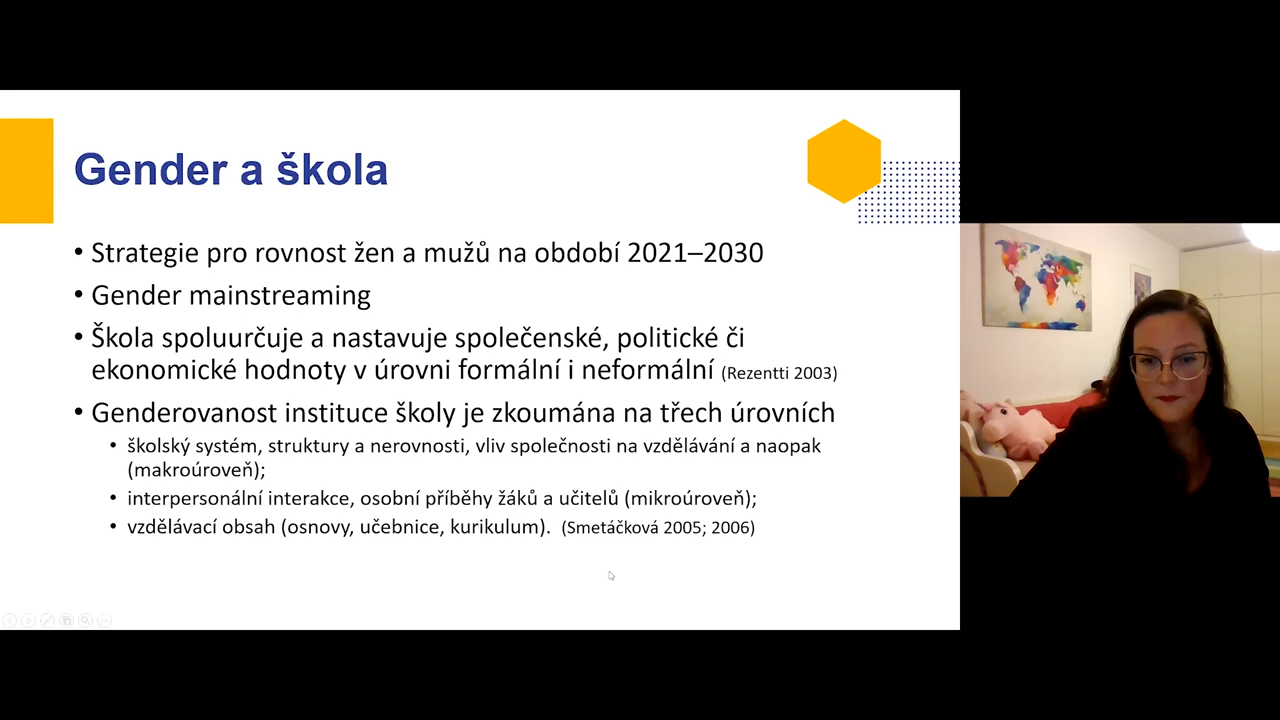 Gender a škola
• Strategie pro rovnost žen a mužů na období 2021–2030
• Gender mainstreaming
• Škola spoluurčuje a nastavuje společenské, politické či
ekonomické hodnoty v úrovni formální i neformální (Rezentti 2003)
• Genderovanost instituce školy je zkoumána na třech úrovních
• školský systém, struktury a nerovnosti, vliv společnosti na vzdělávání a naopak
(makroúroveň);
• interpersonální interakce, osobní příběhy žáků a učitelů (mikroúroveň);
• vzdělávací obsah (osnovy, učebnice, kurikulum). (Smetáčková 2005; 2006)